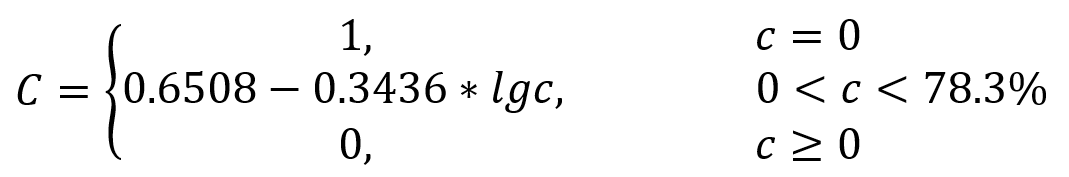 1, c = 0
C = { 0.6508 − 0.3436 ∗ lgc, 0 < c < 78.3%
0, c ≥ 0